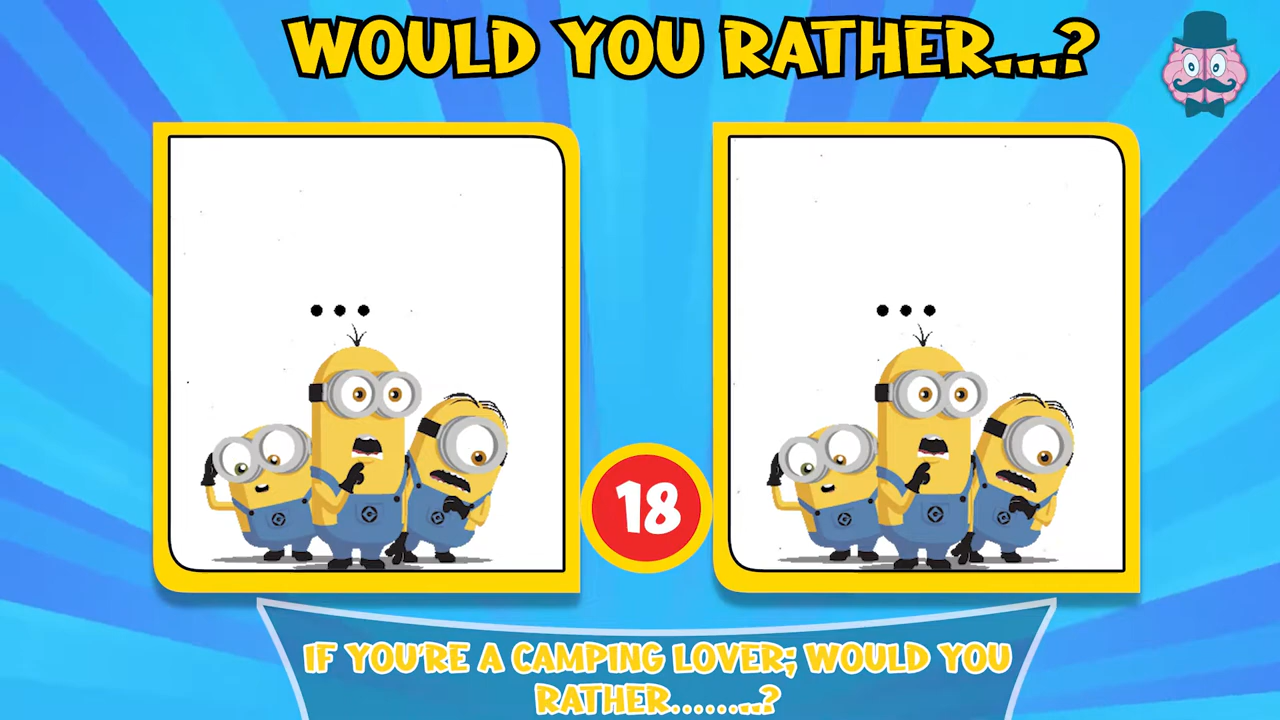 WOULD YOU RATHER...?
... ...
18
IF YOU'RE A CAMPING LOVER; WOULD YOU
RATHER.........?